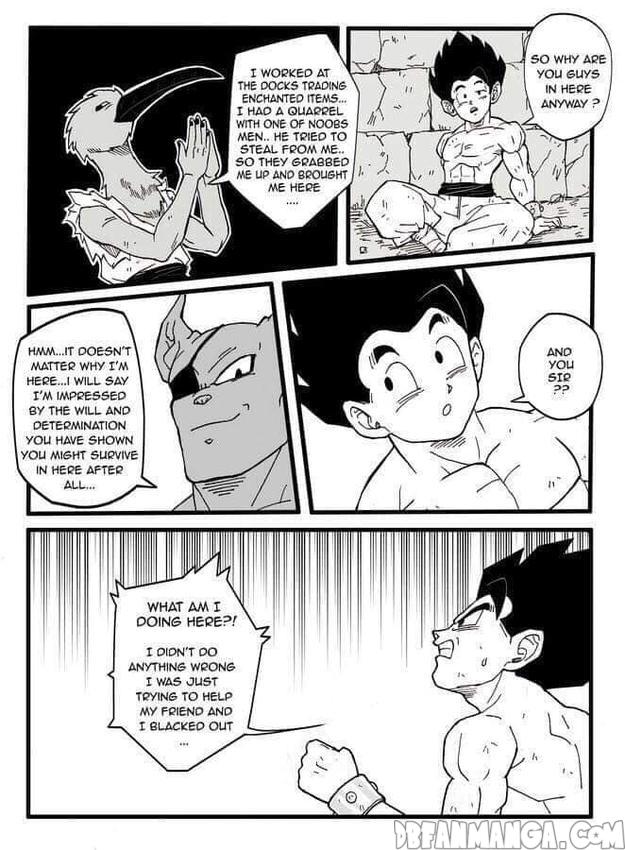 SO WHY ARE
YOU GUYS
IN HERE
ANYWAY ?
I WORKED AT
THE DOCKS TRADING
ENCHANTED ITEMS...
I HAD A QUARREL
WITH ONE OF NOOBS
MEN.. HE TRIED TO
STEAL FROM ME..
SO THEY GRABBED
ME UP AND BROUGHT
ME HERE
....
AND
YOU
SIR
??
HMM...IT DOESN'T
MATTER WHY I'M
HERE...I WILL SAY
I'M IMPRESSED
BY THE WILL AND
DETERMINATION
YOU HAVE SHOWN
YOU MIGHT SURVIVE
IN HERE AFTER
ALL...
WHAT AM I
DOING HERE?!
I DIDN'T DO
ANYTHING WRONG
I WAS JUST
TRYING TO HELP
MY FRIEND AND
I BLACKED OUT
...
DBFANMANGA.COM